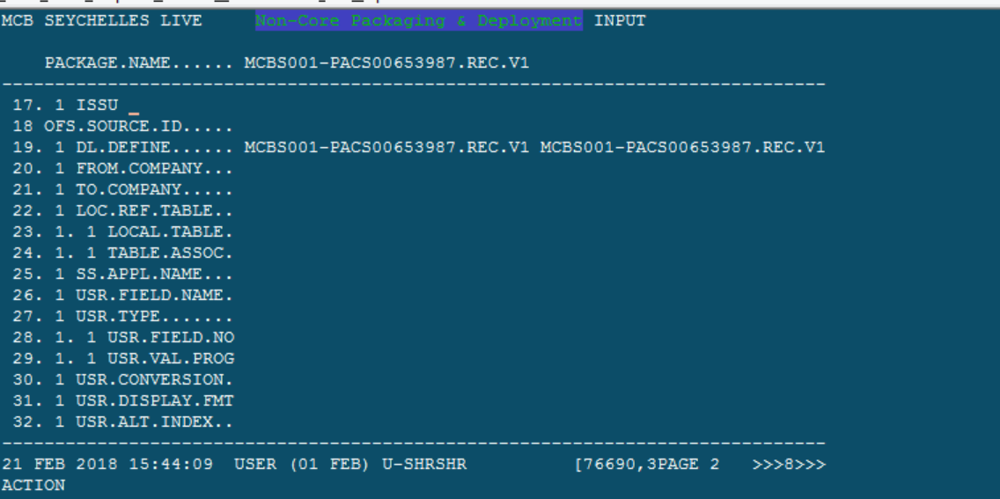 MCB SEYCHELLES LIVE Non-Core Packaging & Deployment INPUT
PACKAGE.NAME...... MCBS001-PACS00653987.REC.V1
------------------------------------------------------------------------------
17. 1 ISSU _
18 OFS.SOURCE.ID.....
19. 1 DL.DEFINE...... MCBS001-PACS00653987.REC.V1 MCBS001-PACS00653987.REC.V1
20. 1 FROM.COMPANY...
21. 1 TO.COMPANY.....
22. 1 LOC.REF.TABLE..
23. 1. 1 LOCAL.TABLE.
24. 1. 1 TABLE.ASSOC.
25. 1 SS.APPL.NAME...
26. 1 USR.FIELD.NAME.
27. 1 USR.TYPE.......
28. 1. 1 USR.FIELD.NO
29. 1. 1 USR.VAL.PROG
30. 1 USR.CONVERSION.
31. 1 USR.DISPLAY.FMT
32. 1 USR.ALT.INDEX..
------------------------------------------------------------------------------
21 FEB 2018 15:44:09 USER (01 FEB) U-SHRSHR [76690,3PAGE 2 >>>8>>>
ACTION